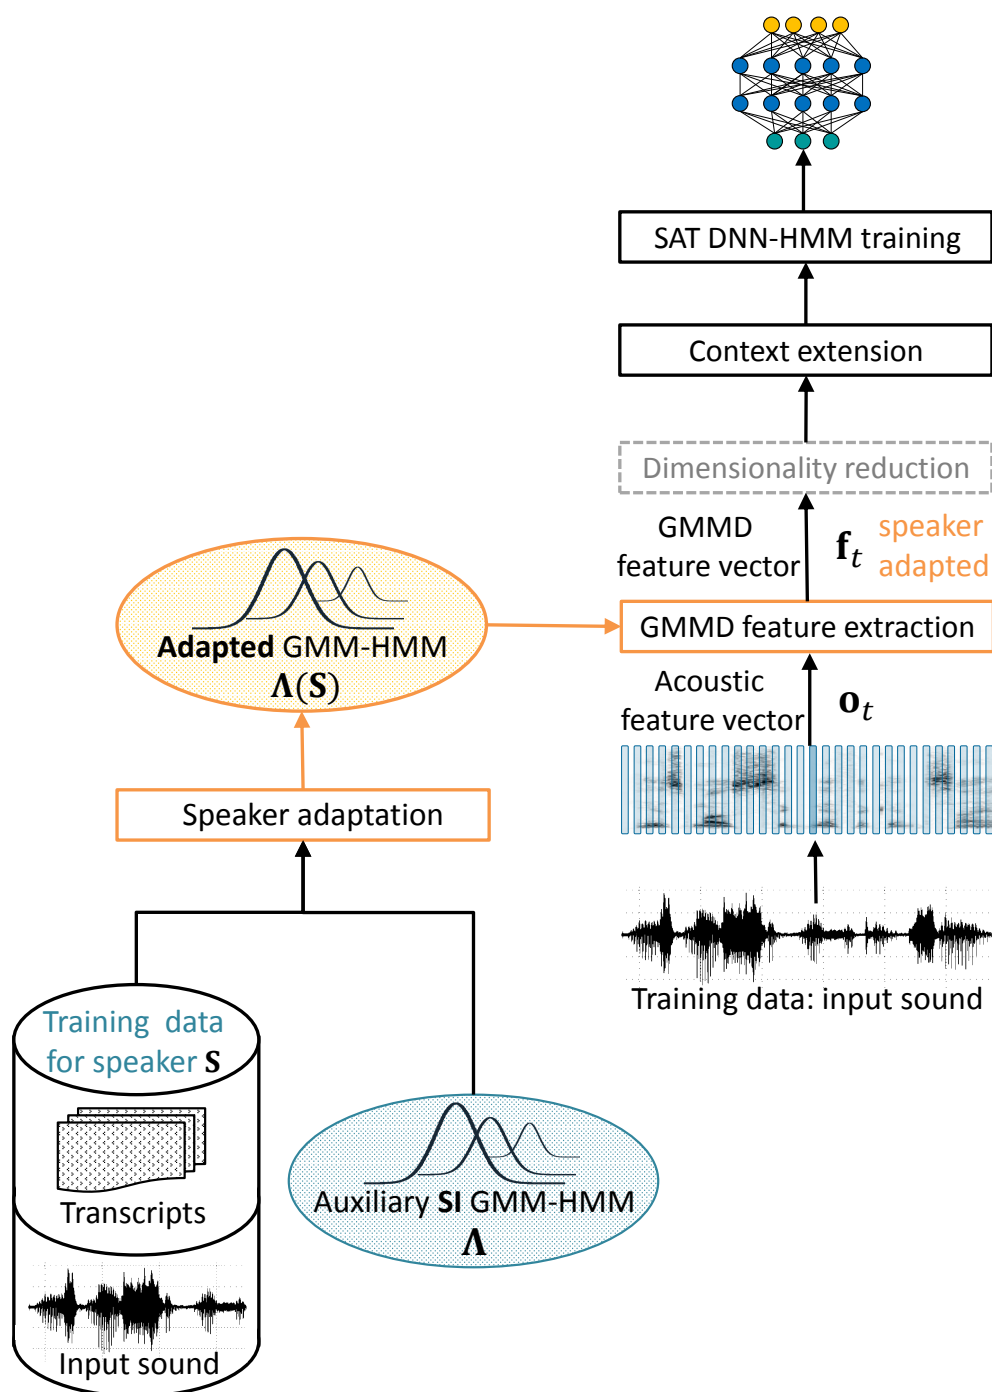 SAT DNN-HMM training
Context extension
Dimensionality reduction
GMMD
feature vector
𝐟ₜ
speaker
adapted
GMMD feature extraction
Adapted GMM-HMM
𝚲(𝐒)
Acoustic
feature vector
𝐨ₜ
Speaker adaptation
Training data: input sound
Training data
for speaker 𝐒
Transcripts
Input sound
Auxiliary SI GMM-HMM
𝚲